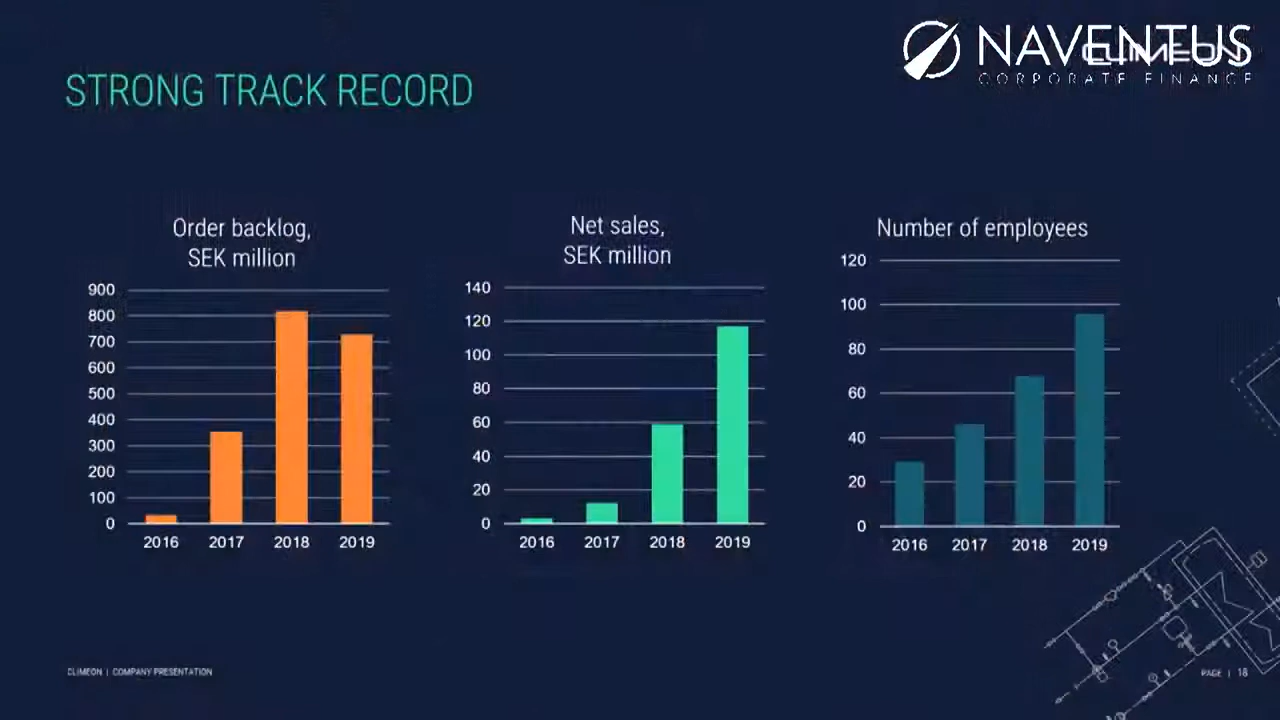 NAVENTUS
CLIMEON
CORPORATE FINANCE
STRONG TRACK RECORD
Order backlog,
SEK million
900
800
700
600
500
400
300
200
100
0
2016 2017 2018 2019
Net sales,
SEK million
140
120
100
80
60
40
20
0
2016 2017 2018 2019
Number of employees
120
100
80
60
40
20
0
2016 2017 2018 2019
CLIMEON | COMPANY PRESENTATION
PAGE | 18